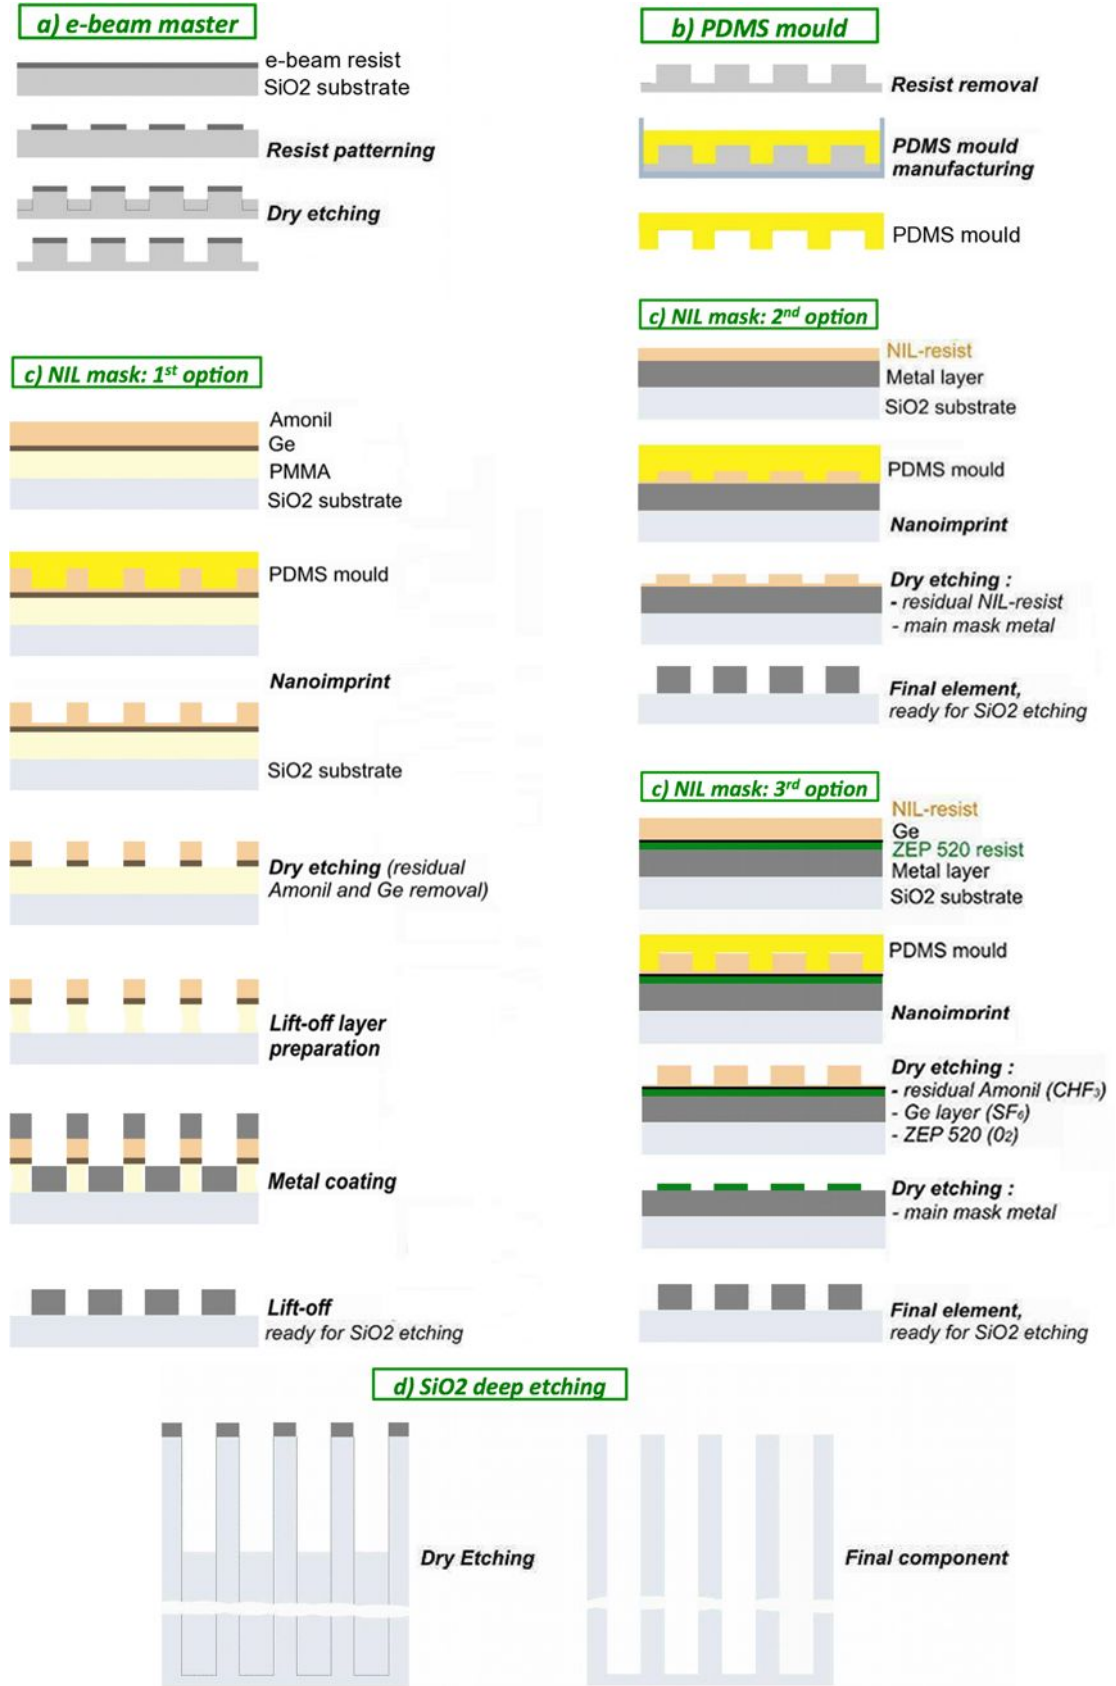 a) e-beam master
e-beam resist
SiO2 substrate
Resist patterning
Dry etching
b) PDMS mould
Resist removal
PDMS mould
manufacturing
PDMS mould
c) NIL mask: 1st option
Amonil
Ge
PMMA
SiO2 substrate
PDMS mould
Nanoimprint
SiO2 substrate
Dry etching (residual
Amonil and Ge removal)
Lift-off layer
preparation
Metal coating
Lift-off
ready for SiO2 etching
c) NIL mask: 2nd option
NIL-resist
Metal layer
SiO2 substrate
PDMS mould
Nanoimprint
Dry etching :
- residual NIL-resist
- main mask metal
Final element,
ready for SiO2 etching
c) NIL mask: 3rd option
NIL-resist
Ge
ZEP 520 resist
Metal layer
SiO2 substrate
PDMS mould
Nanoimprint
Dry etching :
- residual Amonil (CHF3)
- Ge layer (SF6)
- ZEP 520 (02)
Dry etching :
- main mask metal
Final element,
ready for SiO2 etching
d) SiO2 deep etching
Dry Etching
Final component